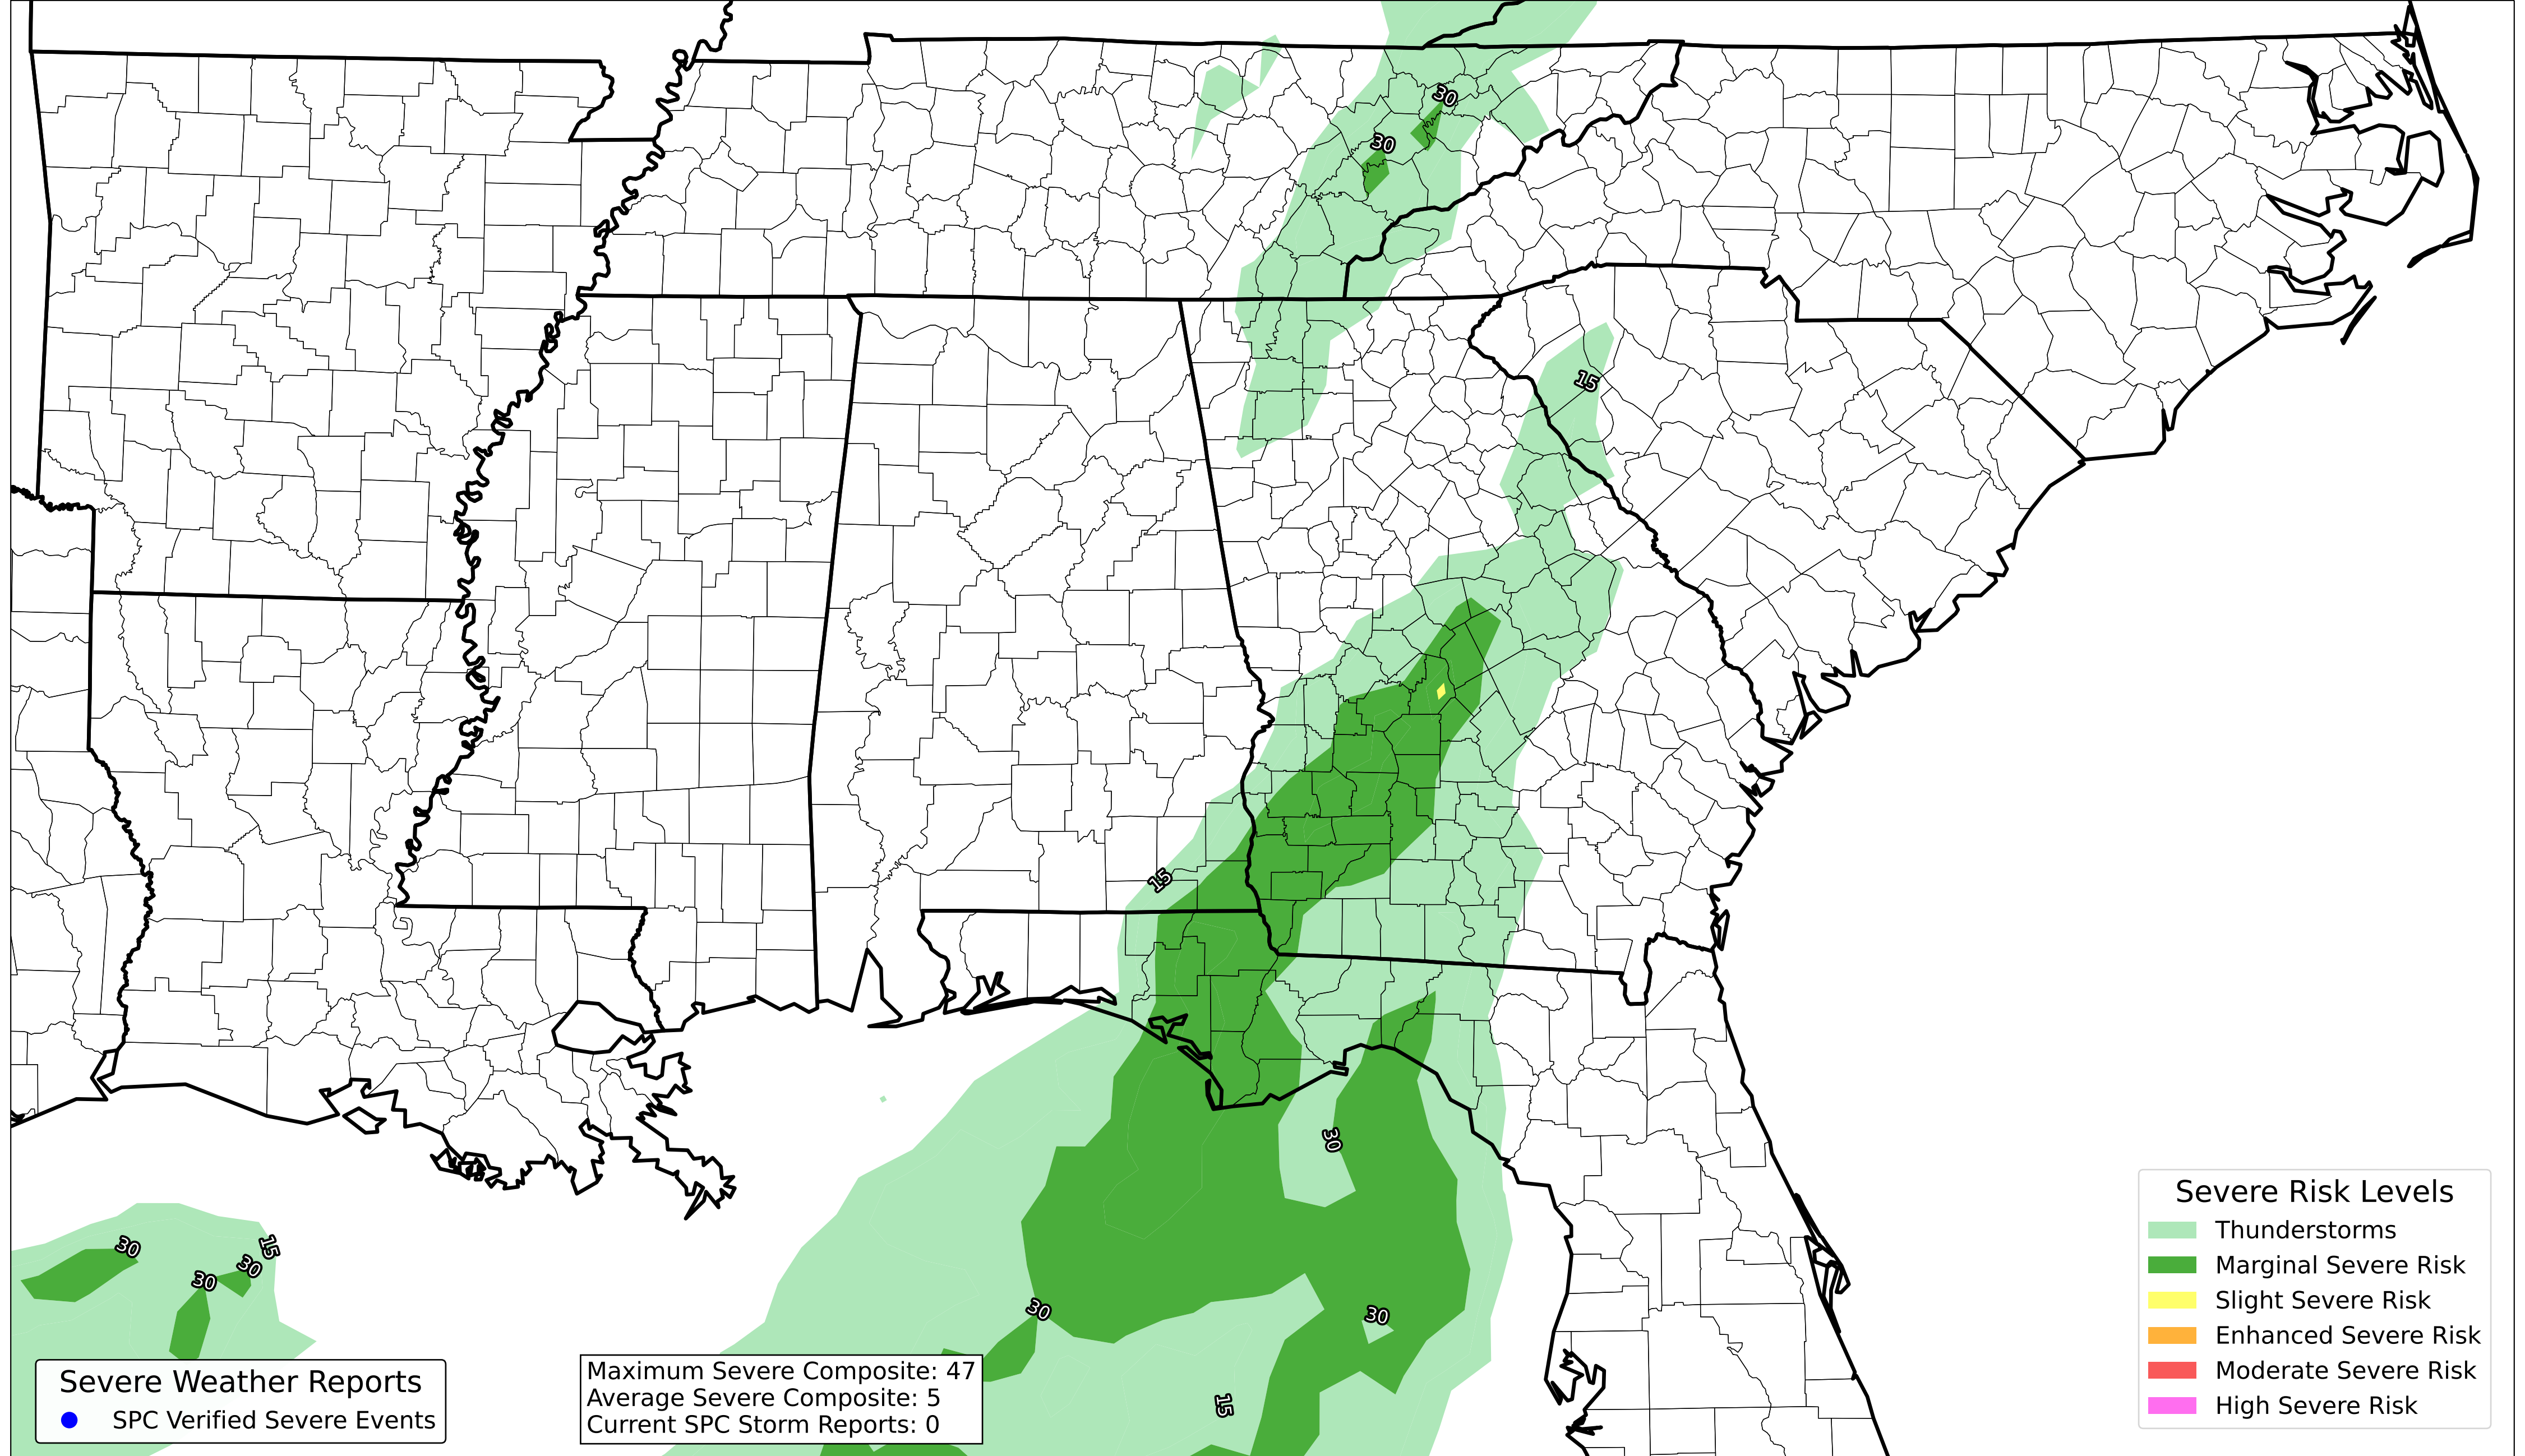 30
30
15
15
30
30
15
30
30
30
30
15
Severe Risk Levels
Thunderstorms
Marginal Severe Risk
Slight Severe Risk
Enhanced Severe Risk
Moderate Severe Risk
High Severe Risk
Severe Weather Reports
SPC Verified Severe Events
Maximum Severe Composite: 47
Average Severe Composite: 5
Current SPC Storm Reports: 0